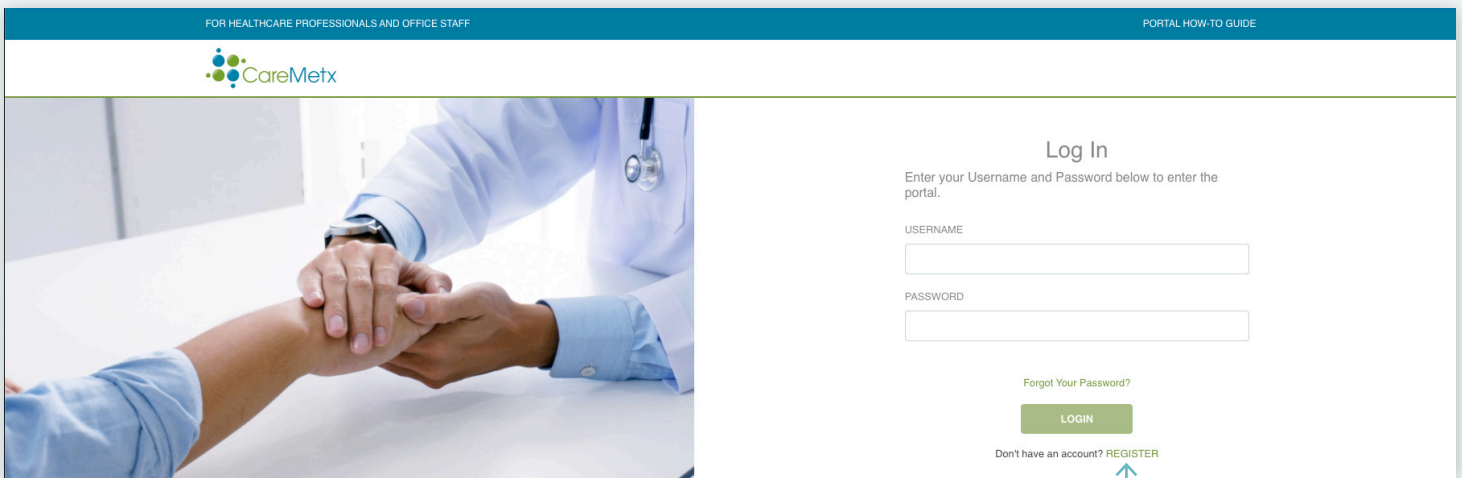 FOR HEALTHCARE PROFESSIONALS AND OFFICE STAFF
PORTAL HOW-TO GUIDE
CareMetx
Log In
Enter your Username and Password below to enter the
portal.
USERNAME
PASSWORD
Forgot Your Password?
LOGIN
Don't have an account? REGISTER